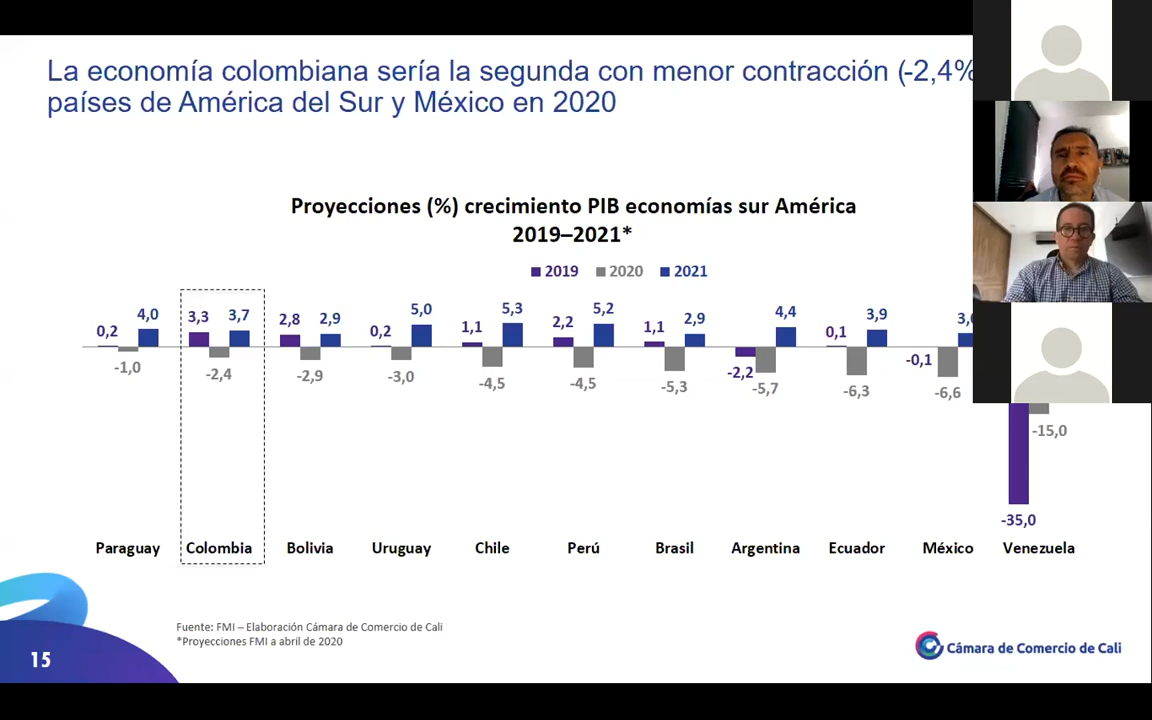 La economía colombiana sería la segunda con menor contracción (-2,4%
países de América del Sur y México en 2020
Proyecciones (%) crecimiento PIB economías sur América
2019–2021*
2019 2020 2021
0,2 -1,0 4,0
3,3 -2,4 3,7
2,8 -2,9 2,9
0,2 -3,0 5,0
1,1 -4,5 5,3
2,2 -4,5 5,2
1,1 -5,3 2,9
-2,2 -5,7 4,4
0,1 -6,3 3,9
-0,1 -6,6
-35,0 -15,0
Paraguay Colombia Bolivia Uruguay Chile Perú Brasil Argentina Ecuador México Venezuela
Fuente: FMI – Elaboración Cámara de Comercio de Cali
*Proyecciones FMI a abril de 2020
15
Cámara de Comercio de Cali